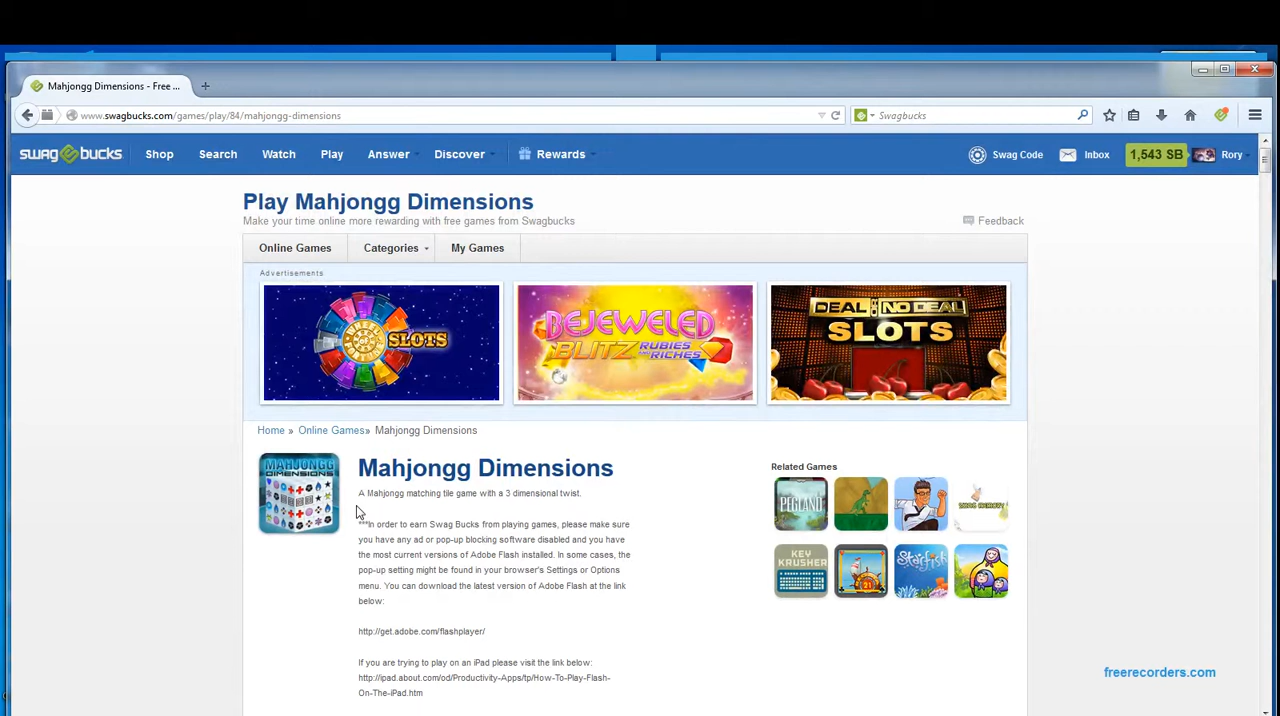 Mahjongg Dimensions - Free ...
www.swagbucks.com/games/play/84/mahjongg-dimensions
Swagbucks
swagbucks Shop Search Watch Play Answer Discover Rewards Swag Code Inbox 1,543 SB Rory
Play Mahjongg Dimensions
Make your time online more rewarding with free games from Swagbucks
Feedback
Online Games Categories My Games
Advertisements
SLOTS
BEJEWELED
BLITZ RUBIES AND RICHES
DEAL OR NO DEAL
SLOTS
Home » Online Games» Mahjongg Dimensions
MAHJONGG
DIMENSIONS
Mahjongg Dimensions
A Mahjongg matching tile game with a 3 dimensional twist.
***In order to earn Swag Bucks from playing games, please make sure
you have any ad or pop-up blocking software disabled and you have
the most current versions of Adobe Flash installed. In some cases, the
pop-up setting might be found in your browser's Settings or Options
menu. You can download the latest version of Adobe Flash at the link
below:
http://get.adobe.com/flashplayer/
If you are trying to play on an iPad please visit the link below:
http://ipad.about.com/od/Productivity-Apps/tp/How-To-Play-Flash-
On-The-iPad.htm
Related Games
PEGLAND
KEY
KRUSHER
21
Starfish
freerecorders.com